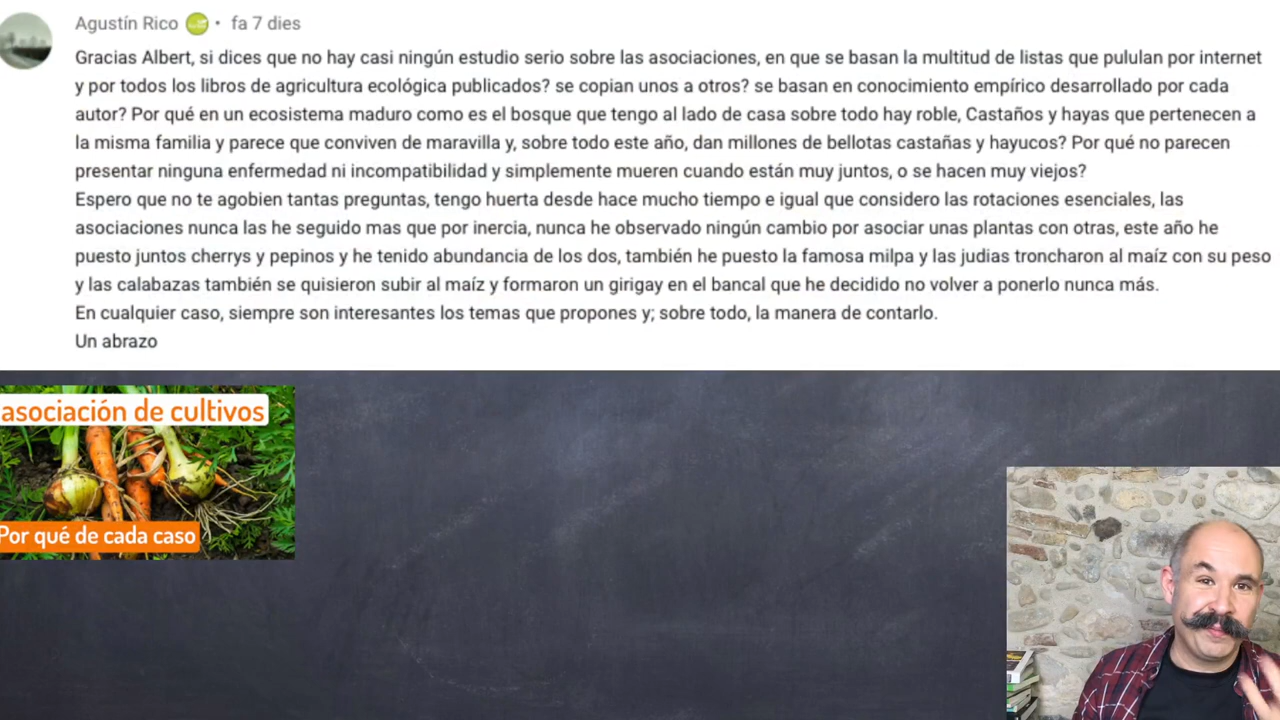 Agustín Rico · fa 7 dies
Gracias Albert, si dices que no hay casi ningún estudio serio sobre las asociaciones, en que se basan la multitud de listas que pululan por internet
y por todos los libros de agricultura ecológica publicados? se copian unos a otros? se basan en conocimiento empírico desarrollado por cada
autor? Por qué en un ecosistema maduro como es el bosque que tengo al lado de casa sobre todo hay roble, Castaños y hayas que pertenecen a
la misma familia y parece que conviven de maravilla y, sobre todo este año, dan millones de bellotas castañas y hayucos? Por qué no parecen
presentar ninguna enfermedad ni incompatibilidad y simplemente mueren cuando están muy juntos, o se hacen muy viejos?
Espero que no te agobien tantas preguntas, tengo huerta desde hace mucho tiempo e igual que considero las rotaciones esenciales, las
asociaciones nunca las he seguido mas que por inercia, nunca he observado ningún cambio por asociar unas plantas con otras, este año he
puesto juntos cherrys y pepinos y he tenido abundancia de los dos, también he puesto la famosa milpa y las judias troncharon al maíz con su peso
y las calabazas también se quisieron subir al maíz y formaron un girigay en el bancal que he decidido no volver a ponerlo nunca más.
En cualquier caso, siempre son interesantes los temas que propones y; sobre todo, la manera de contarlo.
Un abrazo
asociación de cultivos
Por qué de cada caso